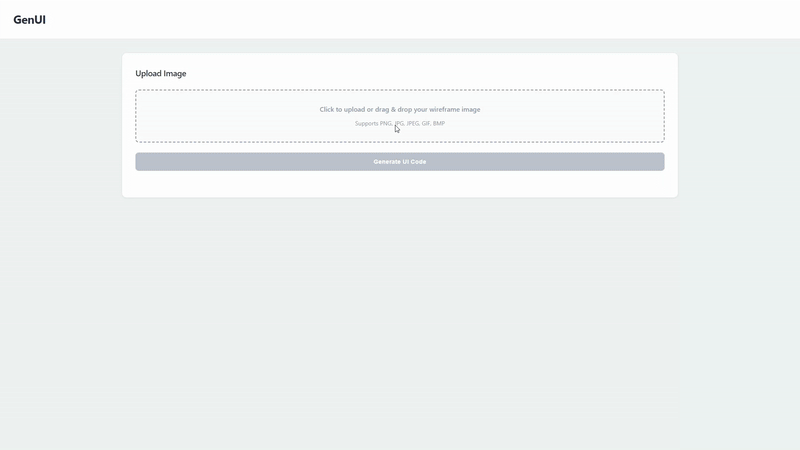 GenUI
Upload Image
Click to upload or drag & drop your wireframe image
Supports PNG, JPG, JPEG, GIF, BMP
Generate UI Code